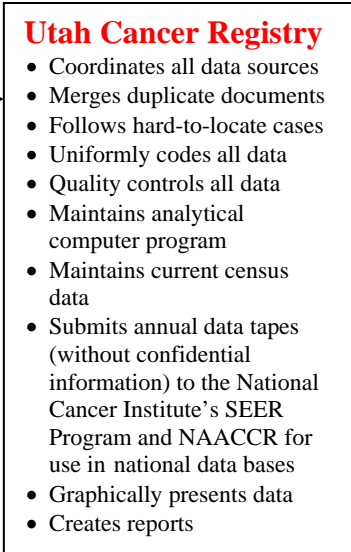 Utah Cancer Registry
• Coordinates all data sources
• Merges duplicate documents
• Follows hard-to-locate cases
• Uniformly codes all data
• Quality controls all data
• Maintains analytical
computer program
• Maintains current census
data
• Submits annual data tapes
(without confidential
information) to the National
Cancer Institute’s SEER
Program and NAACCR for
use in national data bases
• Graphically presents data
• Creates reports